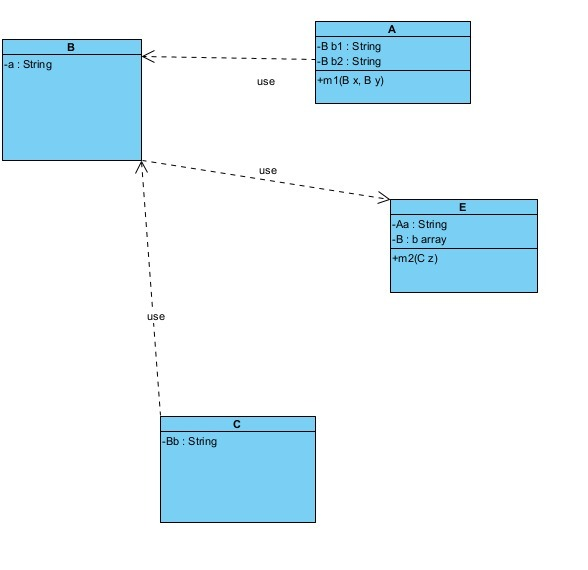 A
-B b1 : String
-B b2 : String
+m1(B x, B y)
B
-a : String
use
use
E
-Aa : String
-B : b array
+m2(C z)
use
C
-Bb : String